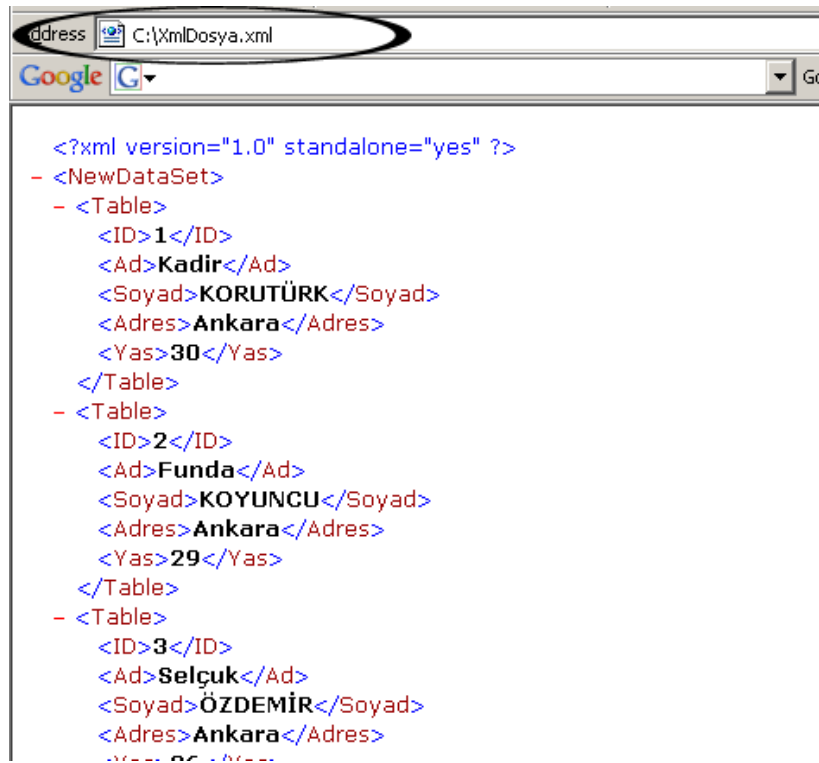 ddress C:\XmlDosya.xml
Google G
<?xml version="1.0" standalone="yes" ?>
– <NewDataSet>
– <Table>
<ID>1</ID>
<Ad>Kadir</Ad>
<Soyad>KORUTÜRK</Soyad>
<Adres>Ankara</Adres>
<Yas>30</Yas>
</Table>
– <Table>
<ID>2</ID>
<Ad>Funda</Ad>
<Soyad>KOYUNCU</Soyad>
<Adres>Ankara</Adres>
<Yas>29</Yas>
</Table>
– <Table>
<ID>3</ID>
<Ad>Selçuk</Ad>
<Soyad>ÖZDEMİR</Soyad>
<Adres>Ankara</Adres>